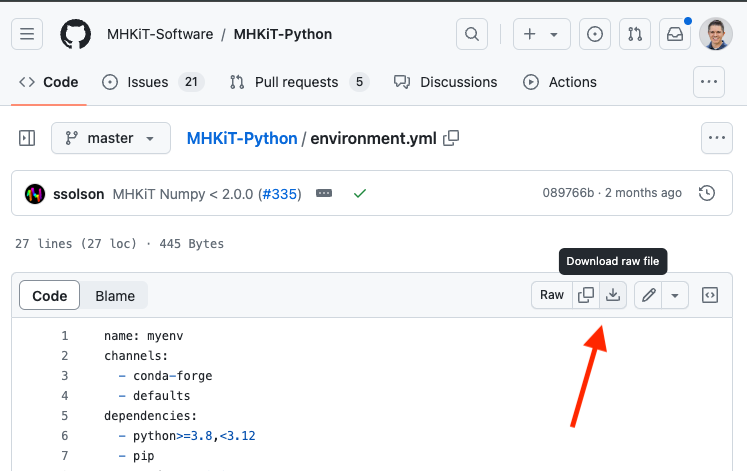 MHKiT-Software / MHKiT-Python
Code Issues 21 Pull requests 5 Discussions Actions
master MHKiT-Python / environment.yml
ssolson MHKiT Numpy < 2.0.0 (#335) 089766b · 2 months ago
27 lines (27 loc) · 445 Bytes
Download raw file
Code Blame Raw
1 name: myenv
2 channels:
3 - conda-forge
4 - defaults
5 dependencies:
6 - python>=3.8,<3.12
7 - pip